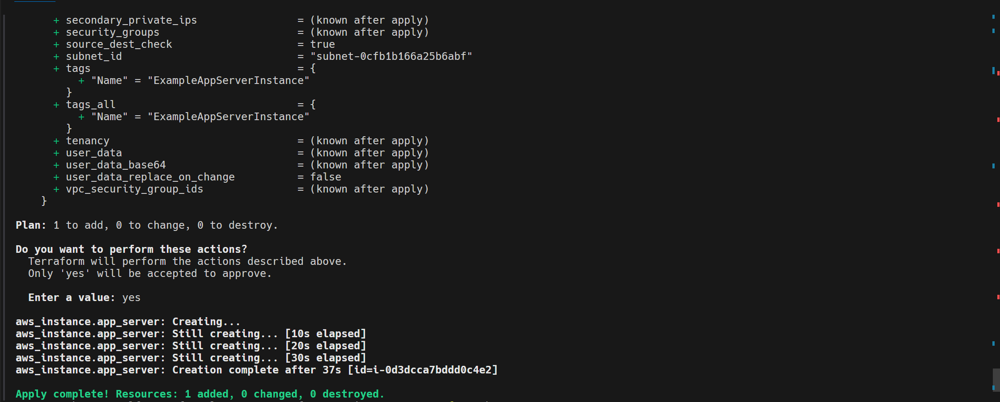 + secondary_private_ips                = (known after apply)
+ security_groups                      = (known after apply)
+ source_dest_check                    = true
+ subnet_id                            = "subnet-0cfb1b166a25b6abf"
+ tags                                 = {
+ "Name" = "ExampleAppServerInstance"
}
+ tags_all                             = {
+ "Name" = "ExampleAppServerInstance"
}
+ tenancy                              = (known after apply)
+ user_data                            = (known after apply)
+ user_data_base64                     = (known after apply)
+ user_data_replace_on_change          = false
+ vpc_security_group_ids               = (known after apply)
}
Plan: 1 to add, 0 to change, 0 to destroy.
Do you want to perform these actions?
Terraform will perform the actions described above.
Only 'yes' will be accepted to approve.
Enter a value: yes
aws_instance.app_server: Creating...
aws_instance.app_server: Still creating... [10s elapsed]
aws_instance.app_server: Still creating... [20s elapsed]
aws_instance.app_server: Still creating... [30s elapsed]
aws_instance.app_server: Creation complete after 37s [id=i-0d3dcca7bddd0c4e2]
Apply complete! Resources: 1 added, 0 changed, 0 destroyed.